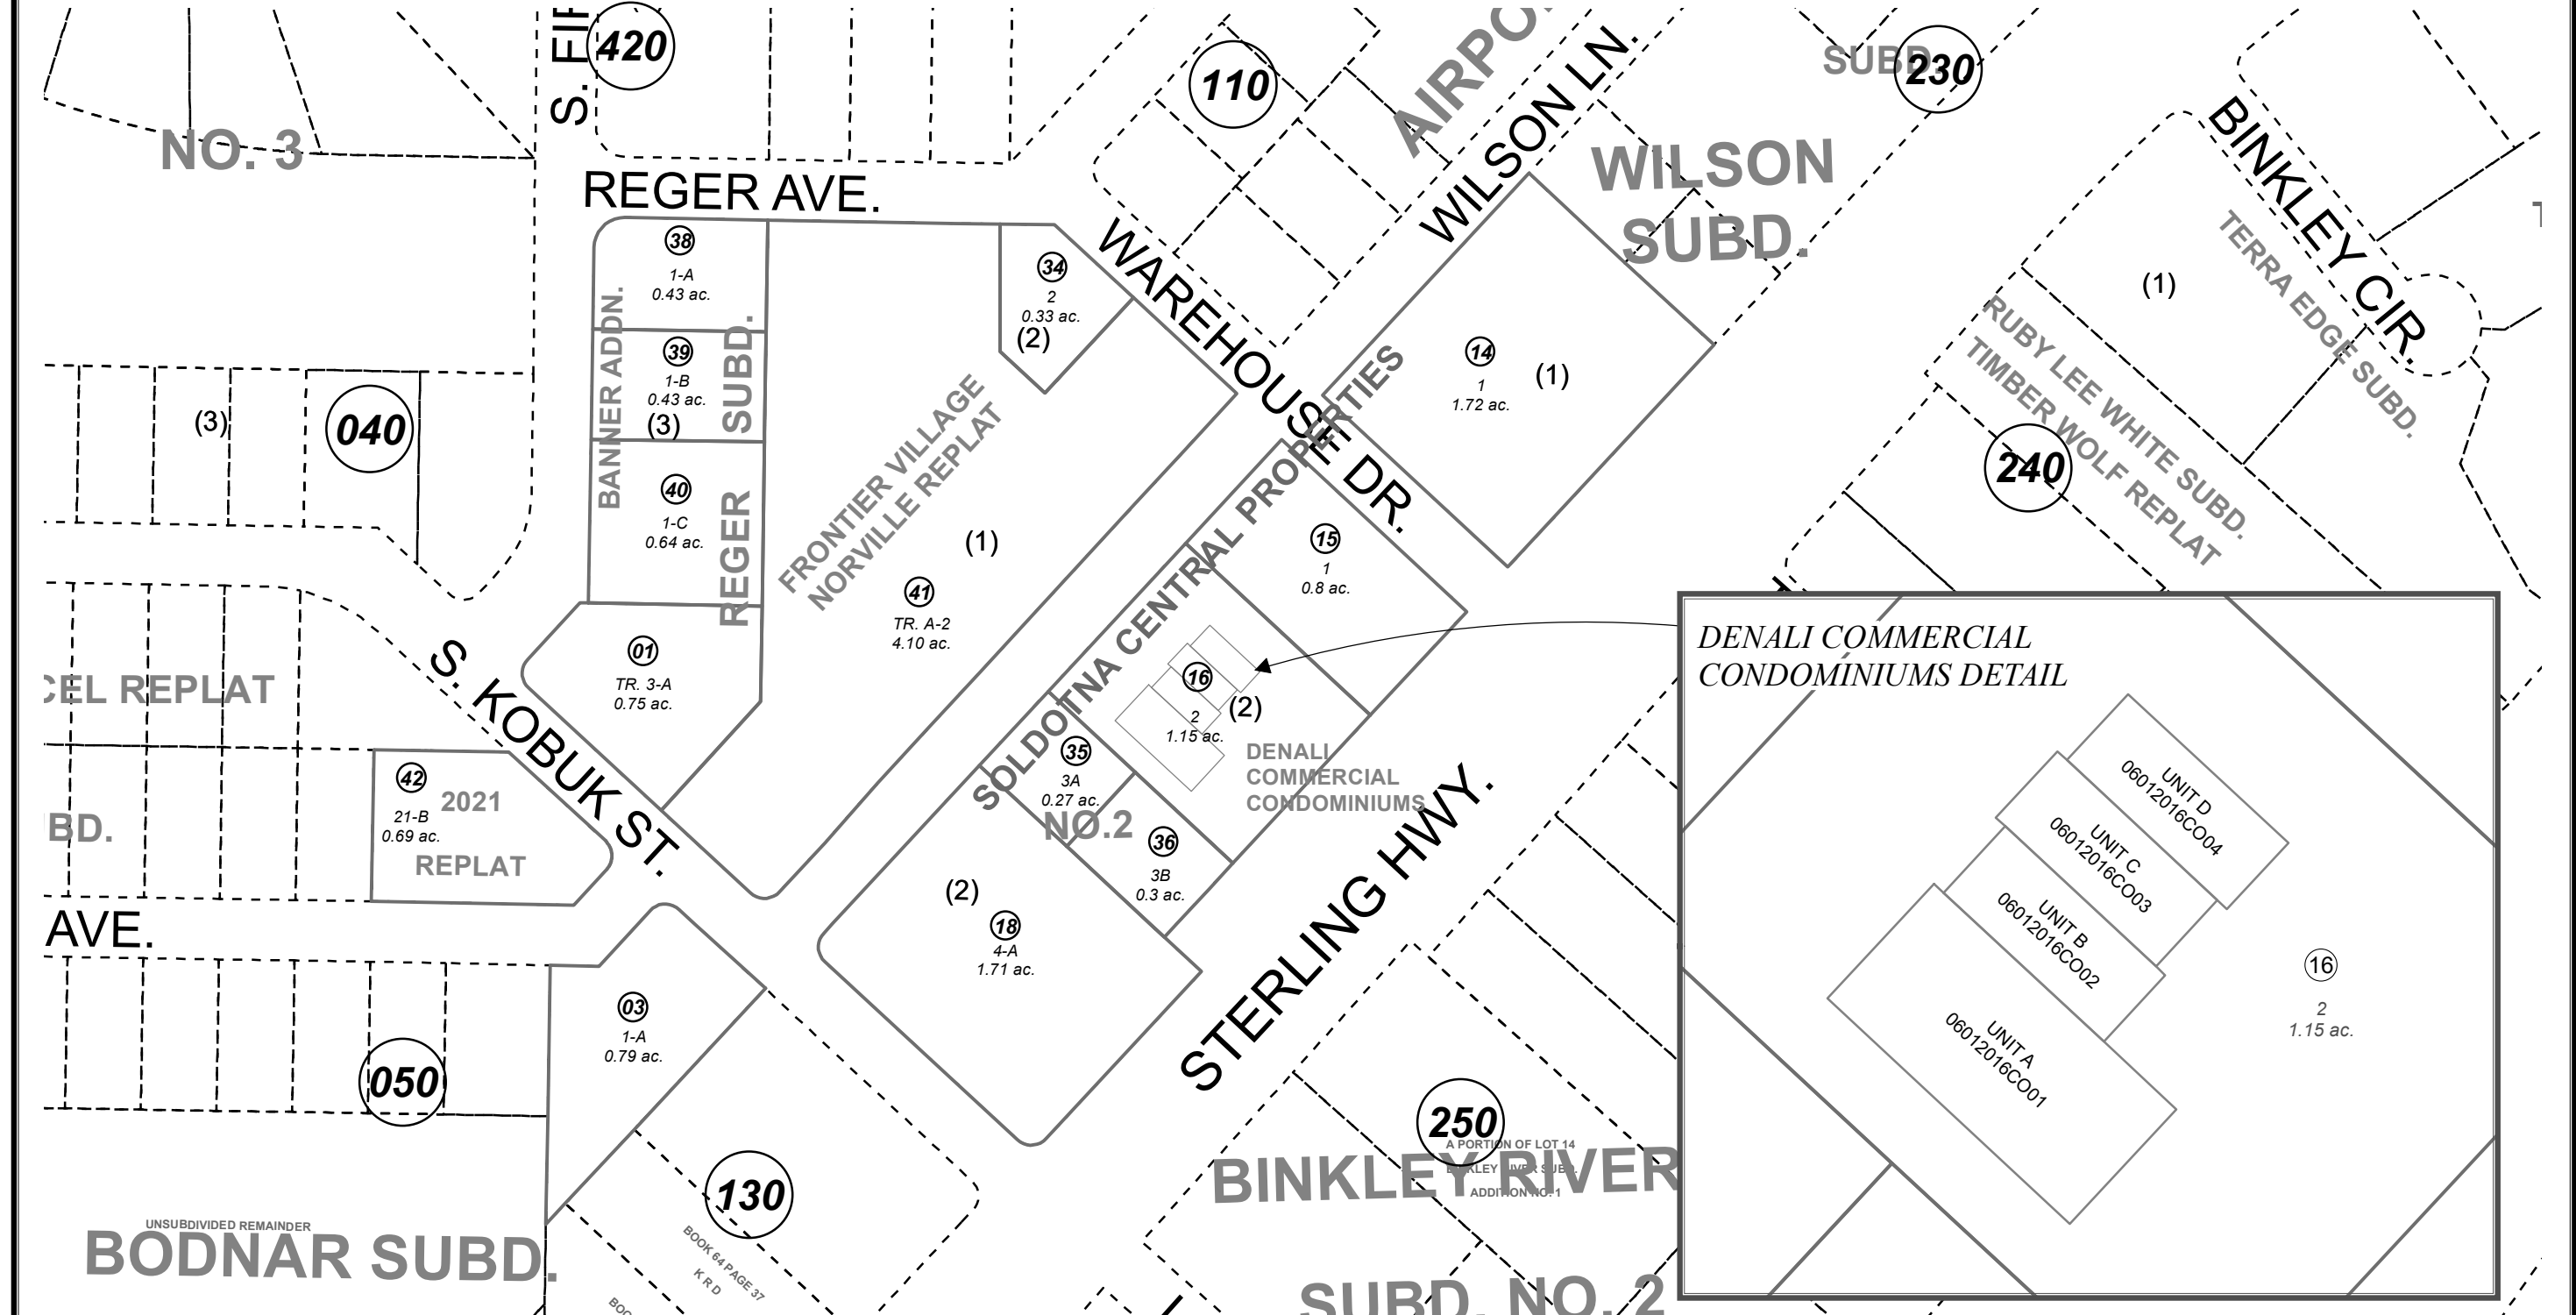 420
110
230
SUBD.
WILSON LN.
NO. 3
REGER AVE.
WILSON
SUBD.
BINKLEY CIR.
TERRA EDGE SUBD.
(1)
RUBY LEE WHITE SUBD.
TIMBER WOLF REPLAT
240
WAREHOUSE DR.
38
1-A
0.43 ac.
39
1-B
0.43 ac.
(3)
40
1-C
0.64 ac.
BANNER ADDN.
REGER SUBD.
34
2
0.33 ac.
(2)
14
1
1.72 ac.
(1)
(3)
040
FRONTIER VILLAGE
NORVILLE REPLAT
(1)
41
TR. A-2
4.10 ac.
SOLDOTNA CENTRAL PROPERTIES
NO.2
15
1
0.8 ac.
16
2
1.15 ac.
(2)
DENALI
COMMERCIAL
CONDOMINIUMS
35
3A
0.27 ac.
36
3B
0.3 ac.
(2)
18
4-A
1.71 ac.
01
TR. 3-A
0.75 ac.
S. KOBUK ST.
REPLAT
42
21-B
0.69 ac.
2021
REPLAT
AVE.
03
1-A
0.79 ac.
050
130
STERLING HWY.
250
A PORTION OF LOT 14
BINKLEY RIVER
ADDITION NO. 1
SUBD. NO. 2
UNSUBDIVIDED REMAINDER
BODNAR SUBD.
BOOK 64 PAGE 37
K R D
DENALI COMMERCIAL
CONDOMINIUMS DETAIL
UNIT D
06012016CO04
UNIT C
06012016CO03
UNIT B
06012016CO02
UNIT A
06012016CO01
16
2
1.15 ac.